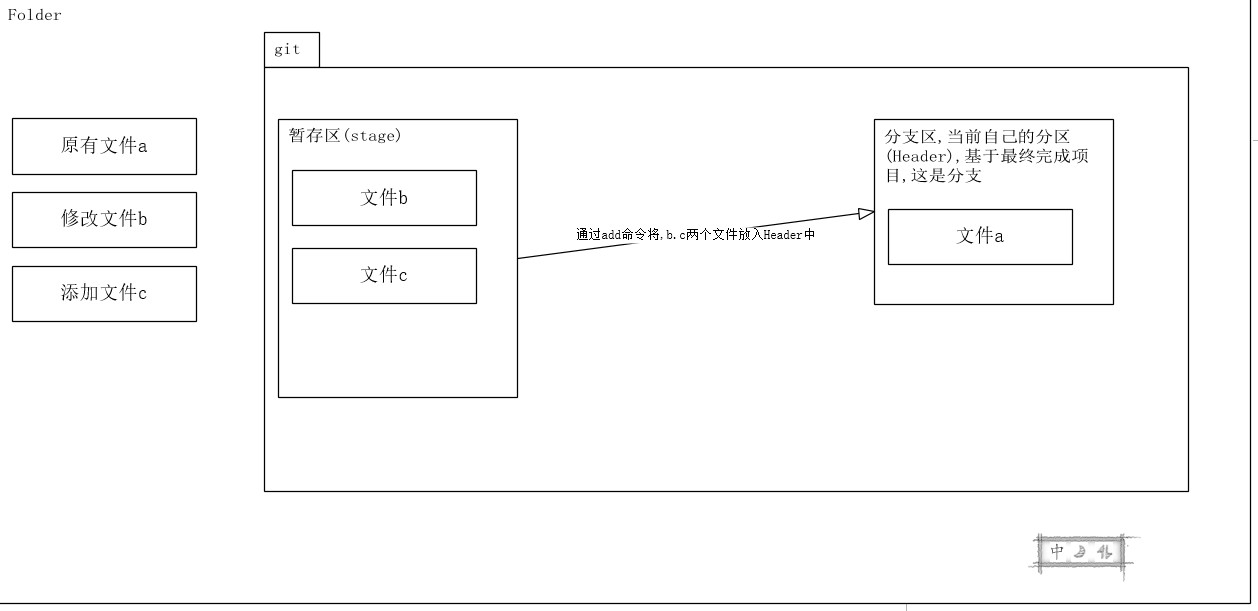 Folder
git
原有文件a
修改文件b
添加文件c
暂存区(stage)
文件b
文件c
通过add命令将,b.c两个文件放入Header中
分支区,当前自己的分区
(Header),基于最终完成项
目,这是分支
文件a
中